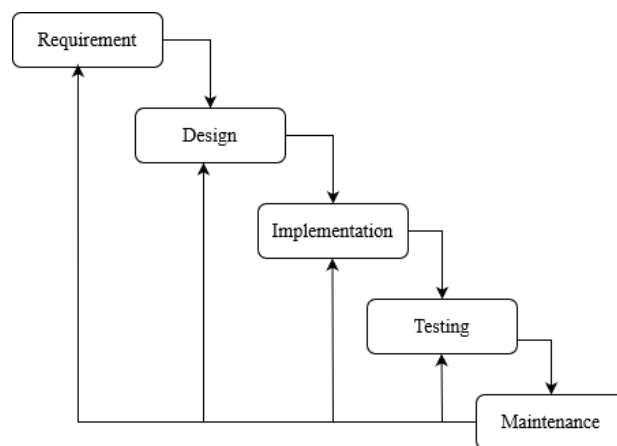 Requirement
Design
Implementation
Testing
Maintenance